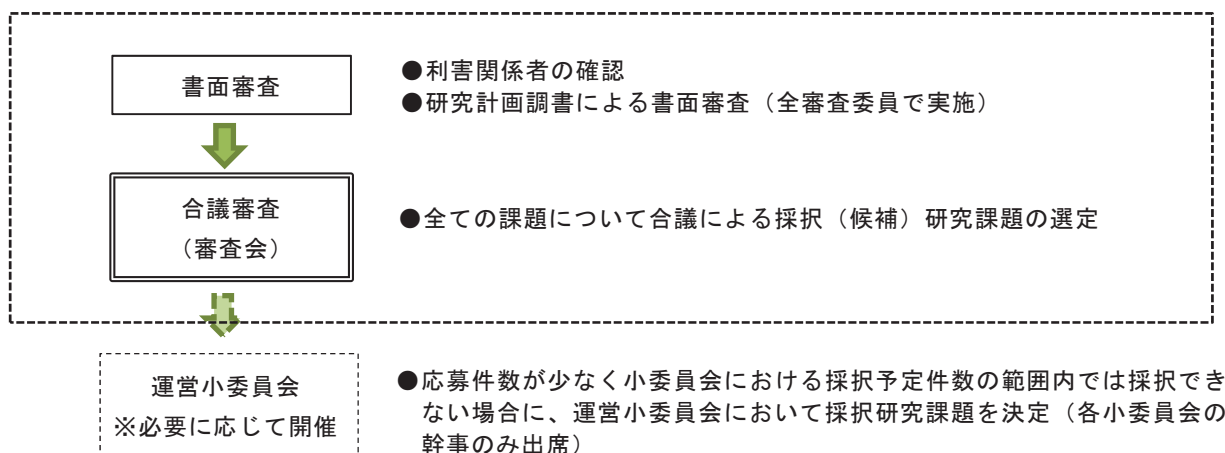 書面審査
●利害関係者の確認
●研究計画調書による書面審査（全審査委員で実施）
合議審査
（審査会）
●全ての課題について合議による採択（候補）研究課題の選定
運営小委員会
※必要に応じて開催
●応募件数が少なく小委員会における採択予定件数の範囲内では採択でき
ない場合に、運営小委員会において採択研究課題を決定（各小委員会の
幹事のみ出席）